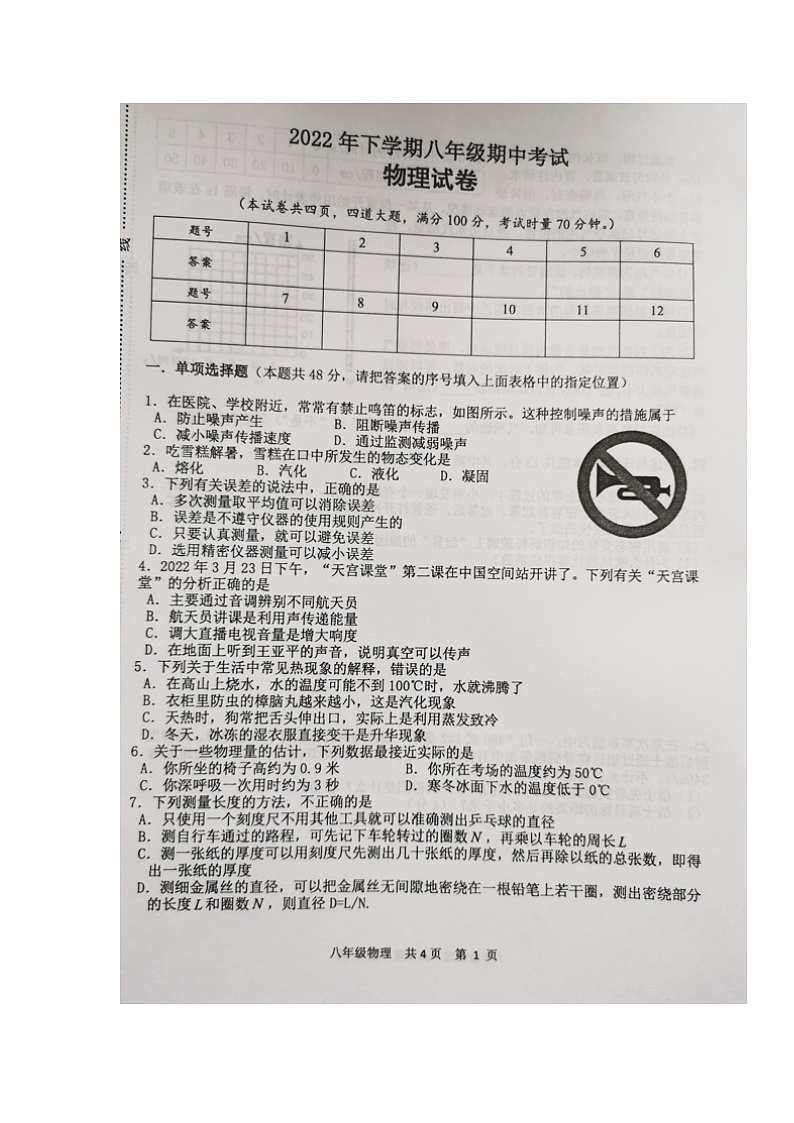 2022 年下学期八年级期中考试
物理试卷
（本试卷共四页，四道大题，满分 100 分，考试时量 70 分钟。）
题号 1 2 3 4 5 6
答案
题号 7 8 9 10 11 12
答案
线
一．单项选择题（本题共 48 分，请把答案的序号填入上面表格中的指定位置）
1．在医院、学校附近，常常有禁止鸣笛的标志，如图所示。这种控制噪声的措施属于
A．防止噪声产生 B．阻断噪声传播
C．减小噪声传播速度 D．通过监测减弱噪声
2．吃雪糕解暑，雪糕在口中所发生的物态变化是
A．熔化 B．汽化 C．液化 D．凝固
3．下列有关误差的说法中，正确的是
A．多次测量取平均值可以消除误差
B．误差是不遵守仪器的使用规则产生的
C．只要认真测量，就可以避免误差
D．选用精密仪器测量可以减小误差
4．2022 年 3 月 23 日下午，“天宫课堂”第二课在中国空间站开讲了。下列有关“天宫课
堂”的分析正确的是
A．主要通过音调辨别不同航天员
B．航天员讲课是利用声传递能量
C．调大直播电视音量是增大响度
D．在地面上听到王亚平的声音，说明真空可以传声
5．下列关于生活中常见热现象的解释，错误的是
A．在高山上烧水，水的温度可能不到 100℃时，水就沸腾了
B．衣柜里防虫的樟脑丸越来越小，这是汽化现象
C．天热时，狗常把舌头伸出口，实际上是利用蒸发致冷
D．冬天，冰冻的湿衣服直接变干是升华现象
6．关于一些物理量的估计，下列数据最接近实际的是
A．你所坐的椅子高约为 0.9 米 B．你所在考场的温度约为 50℃
C．你深呼吸一次用时约为 3 秒 D．寒冬冰面下水的温度低于 0℃
7．下列测量长度的方法，不正确的是
A．只使用一个刻度尺不用其他工具就可以准确测出乒乓球的直径
B．测自行车通过的路程，可先记下车轮转过的圈数 N ，再乘以车轮的周长 L
C．测一张纸的厚度可以用刻度尺先测出几十张纸的厚度，然后再除以纸的总张数，即得
出一张纸的厚度
D．测细金属丝的直径，可以把金属丝无间隙地密绕在一根铅笔上若干圈，测出密绕部分
的长度 L 和圈数 N ，则直径 D=L/N.
八年级物理 共 4 页 第 1 页